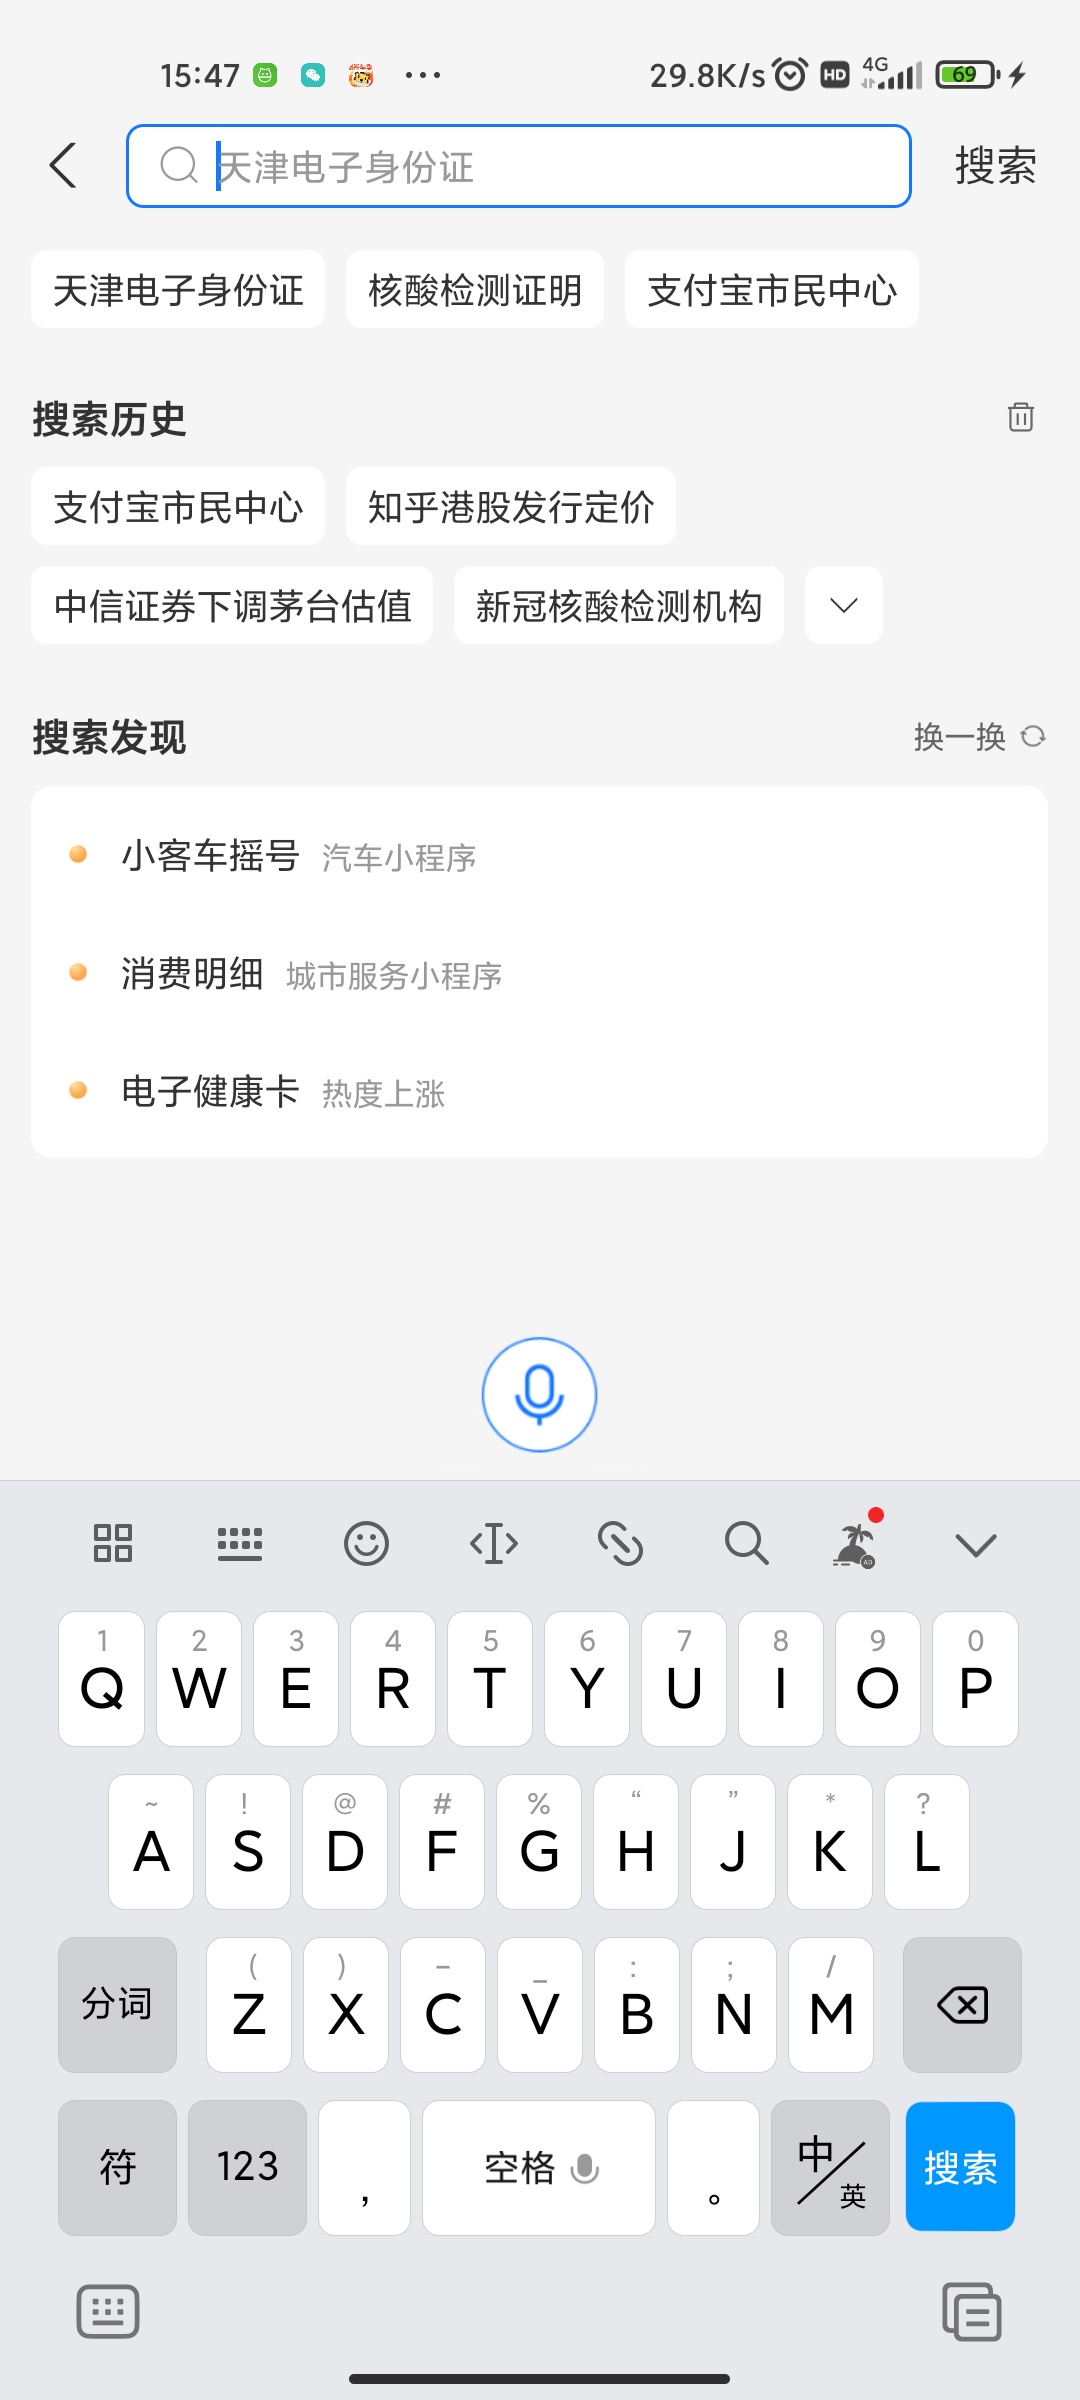 15:47 ... 29.8K/s HD 4G 69
天津电子身份证 搜索
天津电子身份证 核酸检测证明 支付宝市民中心
搜索历史
支付宝市民中心 知乎港股发行定价
中信证券下调茅台估值 新冠核酸检测机构
搜索发现 换一换
小客车摇号 汽车小程序
消费明细 城市服务小程序
电子健康卡 热度上涨
1 2 3 4 5 6 7 8 9 0
Q W E R T Y U I O P
~ ! @ # % “ ” * ?
A S D F G H J K L
( ) - _ : ; /
分词 Z X C V B N M
符 123 , 空格 。 中/英 搜索